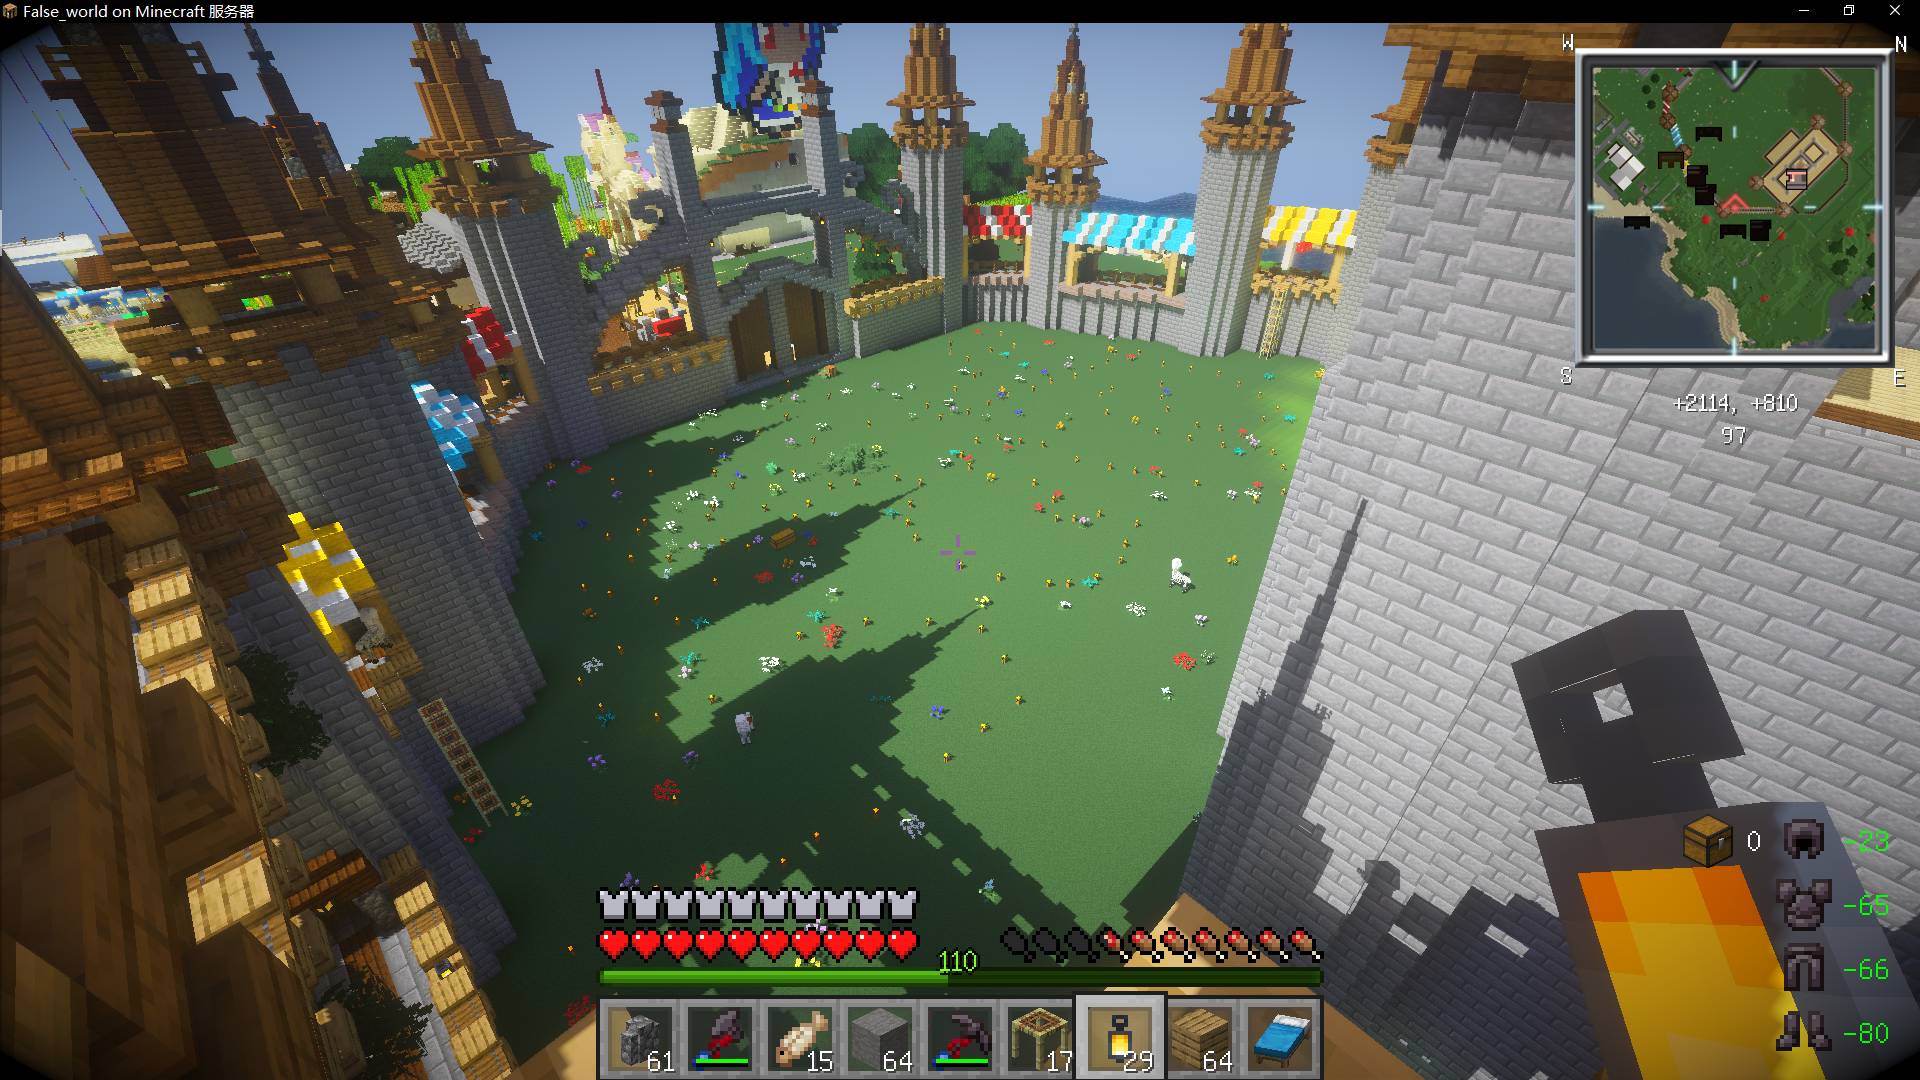 False_world on Minecraft 服务器
W
N
S
E
+2114, +810
97
0
-23
-65
-66
-80
110
61
15
64
17
29
64